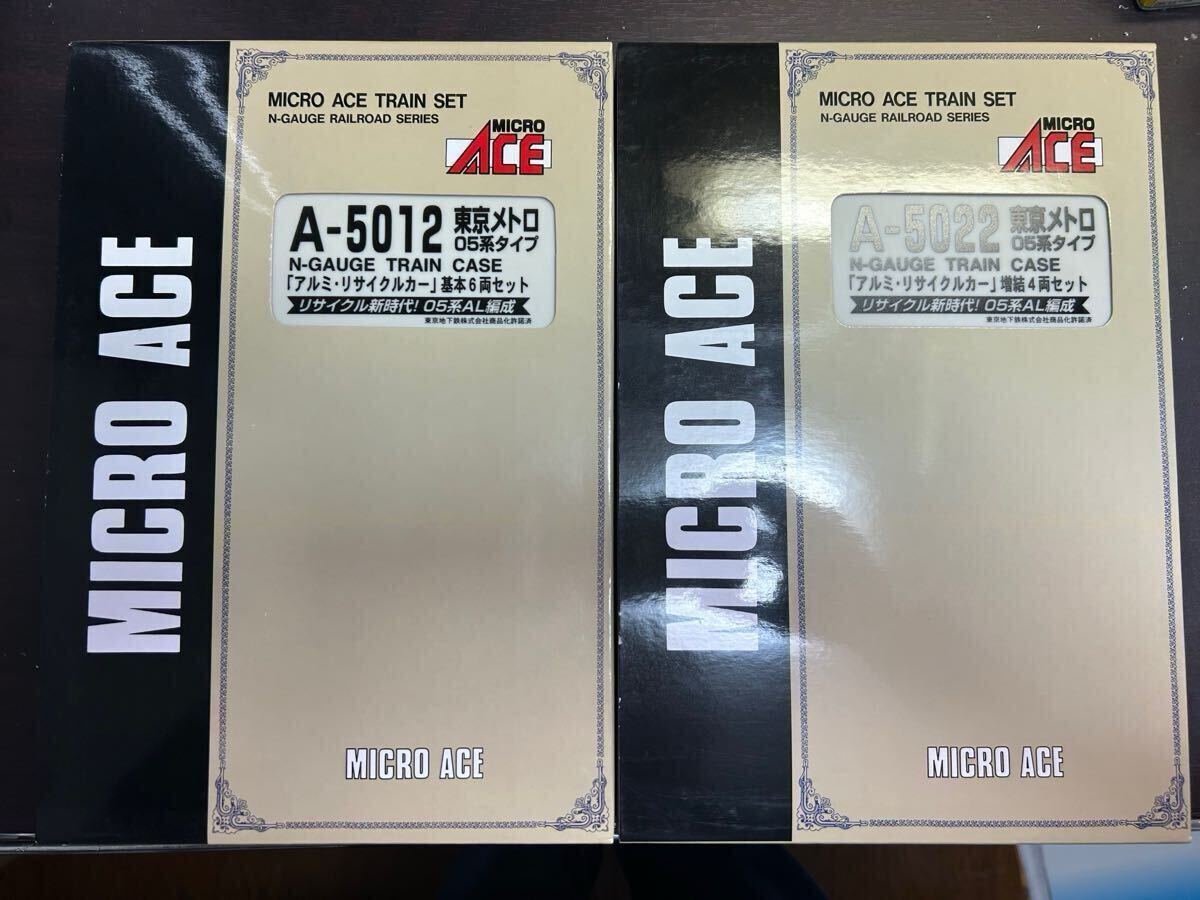 MICRO ACE
MICRO ACE TRAIN SET
N-GAUGE RAILROAD SERIES
MICRO
ACE
A-5012 東京メトロ
05系タイプ
N-GAUGE TRAIN CASE
「アルミ・リサイクルカー」基本6両セット
リサイクル新時代! 05系AL編成
東京地下鉄株式会社商品化許諾済
MICRO ACE
MICRO ACE
MICRO ACE TRAIN SET
N-GAUGE RAILROAD SERIES
MICRO
ACE
A-5022 東京メトロ
05系タイプ
N-GAUGE TRAIN CASE
「アルミ・リサイクルカー」増結4両セット
リサイクル新時代! 05系AL編成
東京地下鉄株式会社商品化許諾済
MICRO ACE